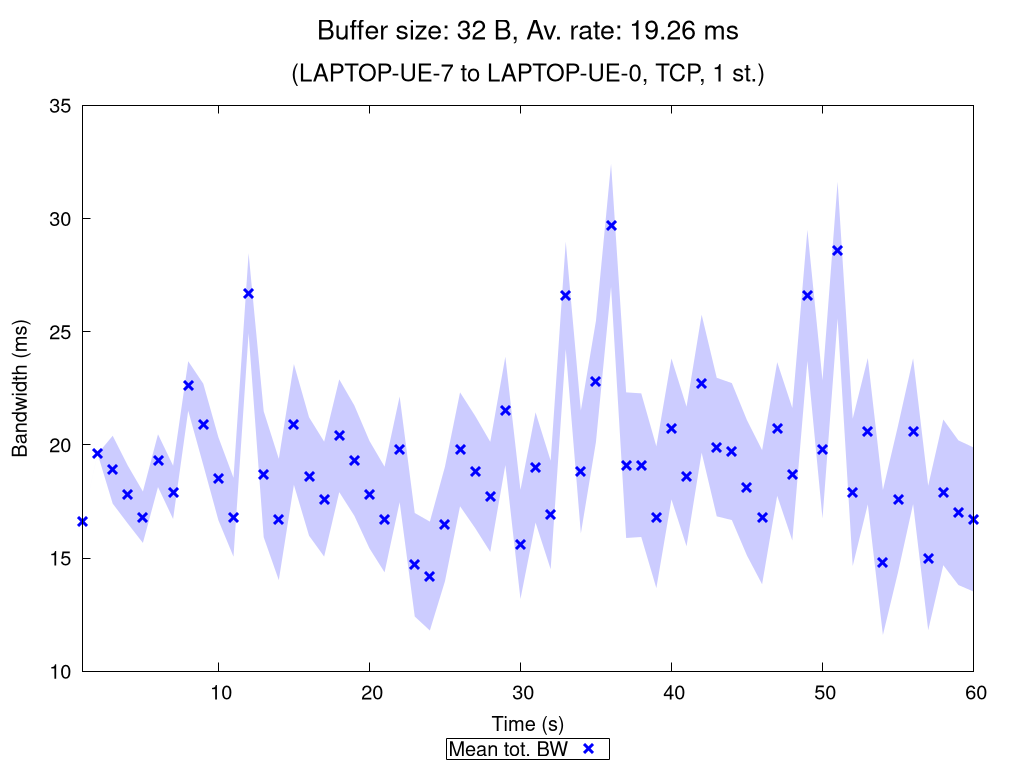 Buffer size: 32 B, Av. rate: 19.26 ms
(LAPTOP-UE-7 to LAPTOP-UE-0, TCP, 1 st.)
35
30
25
20
15
10
Bandwidth (ms)
10 20 30 40 50 60
Time (s)
Mean tot. BW